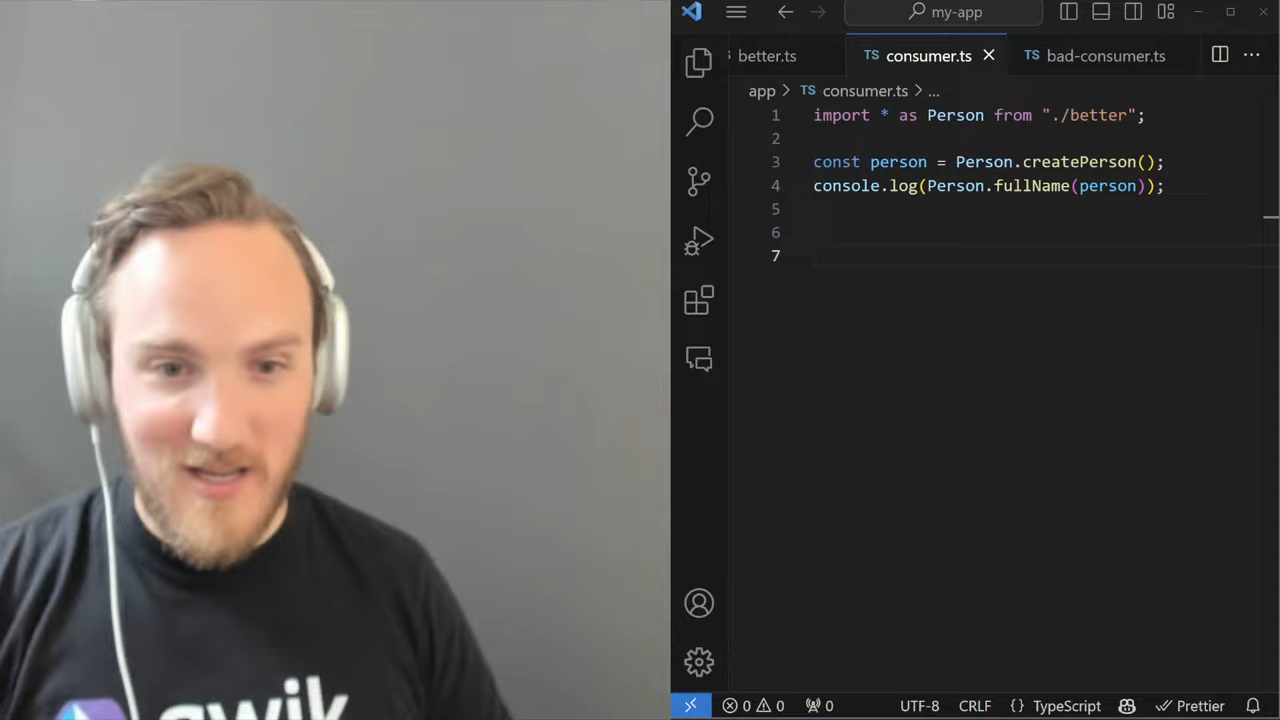 my-app
better.ts
TS consumer.ts
TS bad-consumer.ts
app > TS consumer.ts > ...
1 import * as Person from "./better";
2
3 const person = Person.createPerson();
4 console.log(Person.fullName(person));
5
6
7
qwik
0 0 0 UTF-8 CRLF {} TypeScript Prettier